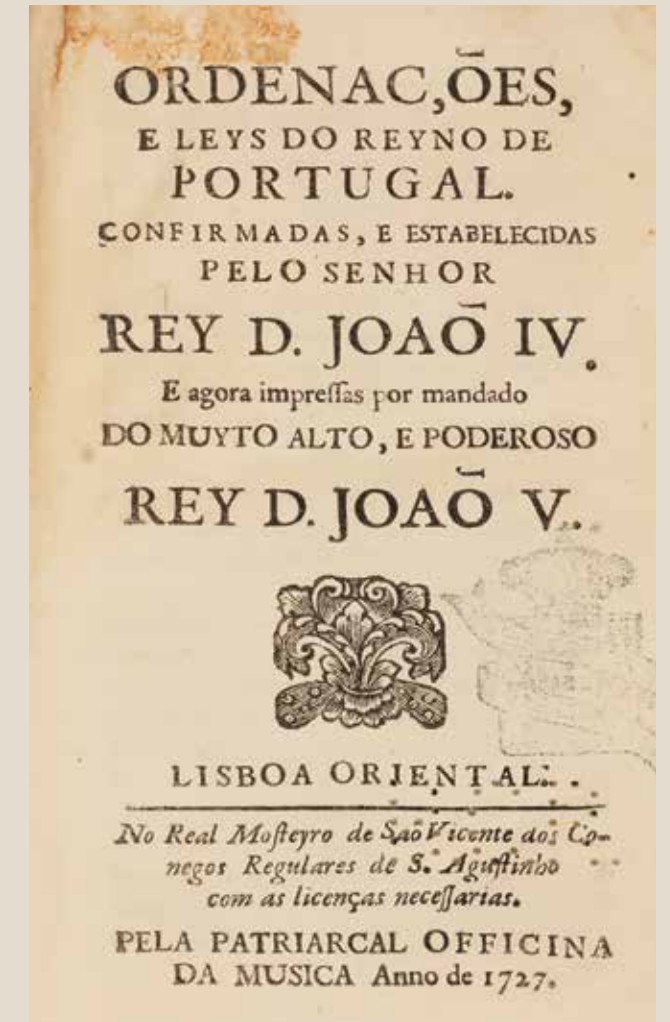 ORDENAC,ÕES,
E LEYS DO REYNO DE
PORTUGAL.
CONFIRMADAS, E ESTABELECIDAS
PELO SENHOR
REY D. JOAÕ IV.
E agora impreſſas por mandado
DO MUYTO ALTO, E PODEROSO
REY D. JOAÕ V.
LISBOA ORIENTAL.
No Real Moſteyro de Saõ Vicente dos Co-
negos Regulares de S. Aguſtinho
com as licenças neceſſarias.
PELA PATRIARCAL OFFICINA
DA MUSICA Anno de 1727.